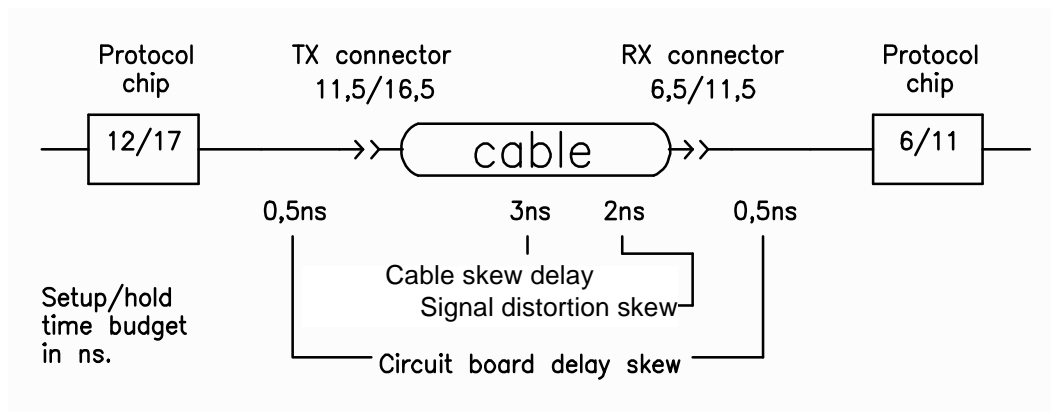 Protocol
chip
TX connector
11,5/16,5
RX connector
6,5/11,5
Protocol
chip
12/17
cable
6/11
0,5ns
3ns
2ns
0,5ns
Cable skew delay
Signal distortion skew
Setup/hold
time budget
in ns.
Circuit board delay skew